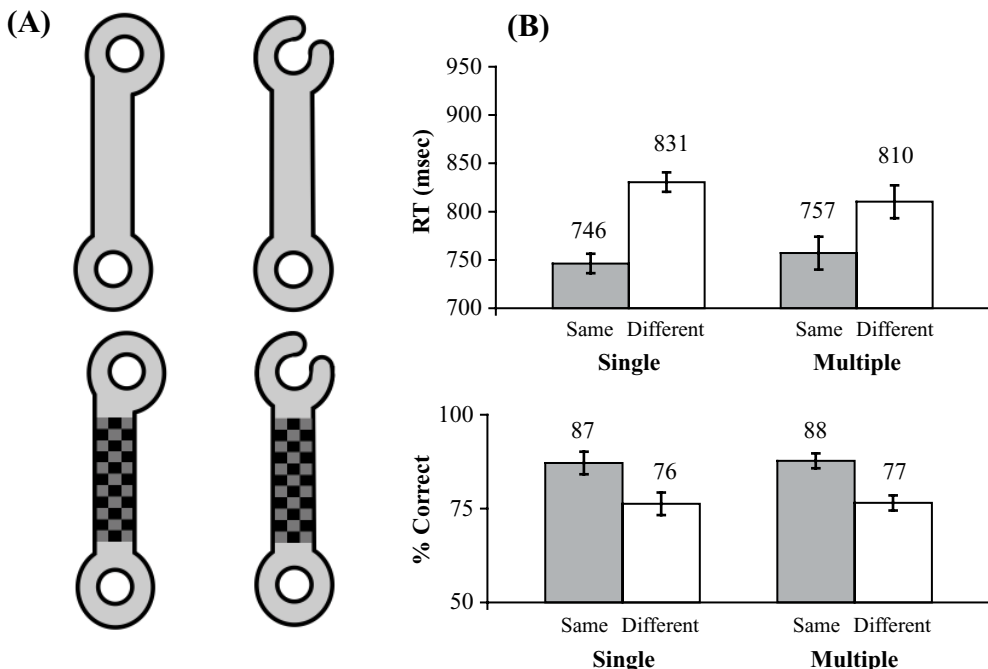 (A)
(B)
950
900
850
800
750
700
RT (msec)
746
831
757
810
Same Different
Same Different
Single
Multiple
100
75
50
% Correct
87
76
88
77
Same Different
Same Different
Single
Multiple